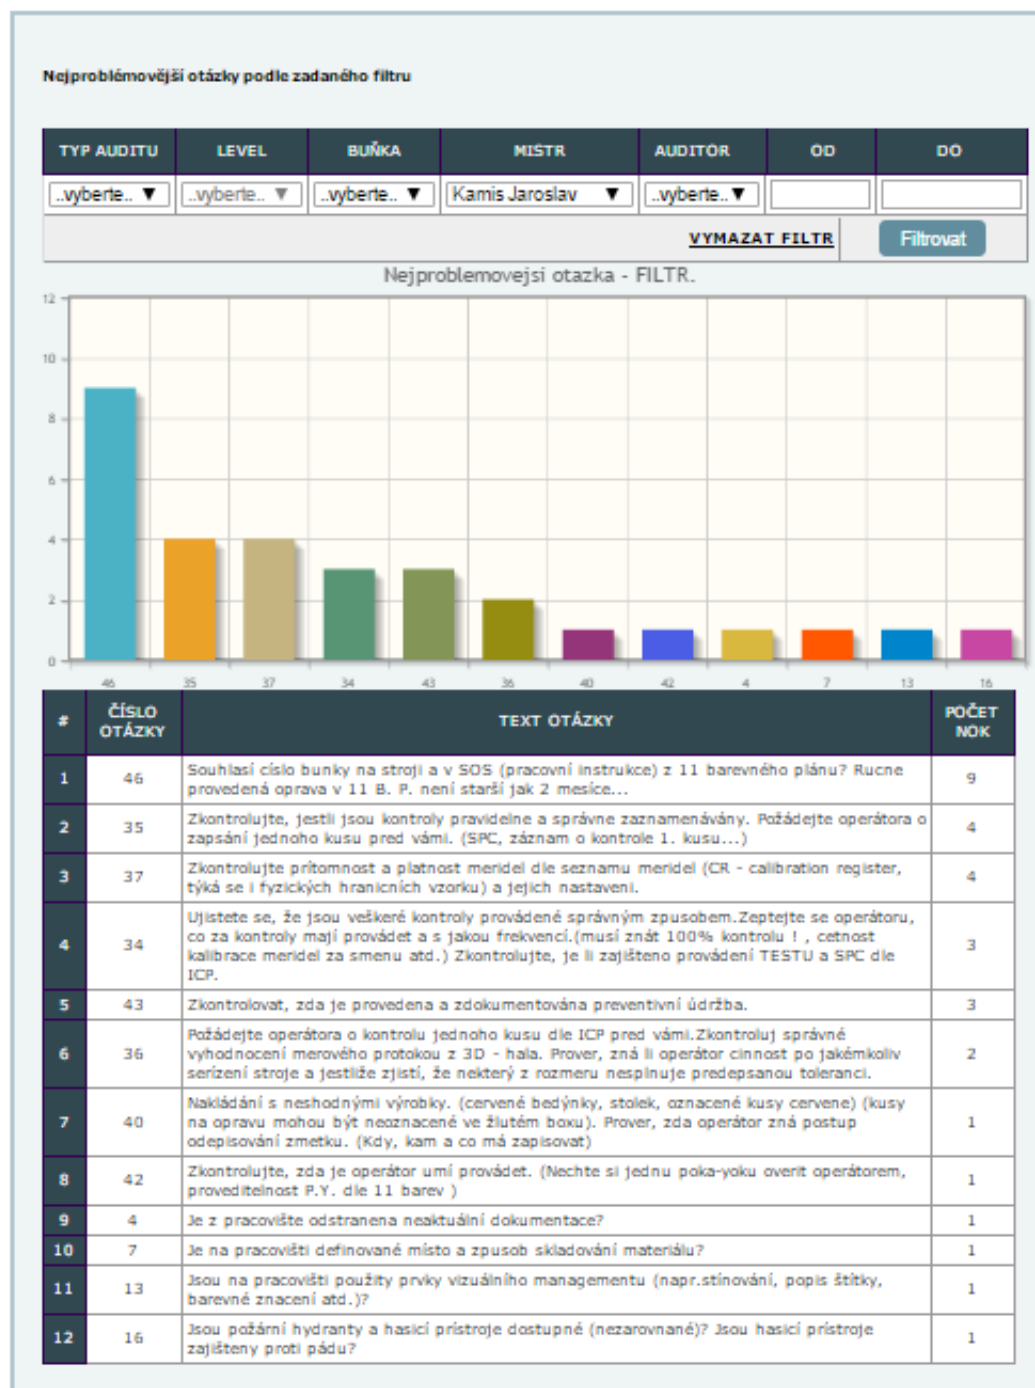 Nejproblémovější otázky podle zadaného filtru
TYP AUDITU LEVEL BUŇKA MISTR AUDITOR OD DO
..vyberte.. ▼ ..vyberte.. ▼ ..vyberte.. ▼ Kamis Jaroslav ▼ ..vyberte.. ▼
VYMAZAT FILTR Filtrovat
Nejproblemovejsi otazka - FILTR.
12
10
8
6
4
2
0
46 35 37 34 43 36 40 42 4 7 13 16
# ČÍSLO OTÁZKY TEXT OTÁZKY POČET NOK
1 46 Souhlasí císlo bunky na stroji a v SOS (pracovní instrukce) z 11 barevného plánu? Rucne 9
provedená oprava v 11 B. P. není starší jak 2 mesíce...
2 35 Zkontrolujte, jestli jsou kontroly pravidelne a správne zaznamenávány. Požádejte operátora o 4
zapsání jednoho kusu pred vámi. (SPC, záznam o kontrole 1. kusu...)
3 37 Zkontrolujte prítomnost a platnost meridel dle seznamu meridel (CR - calibration register, 4
týká se i fyzických hranicních vzorku) a jejich nastaveni.
4 34 Ujistete se, že jsou veškeré kontroly provádené správným zpusobem.Zeptejte se operátoru, 3
co za kontroly mají provádet a s jakou frekvencí.(musí znát 100% kontrolu ! , cetnost
kalibrace meridel za smenu atd.) Zkontrolujte, je li zajišteno provádení TESTU a SPC dle
ICP.
5 43 Zkontrolovat, zda je provedena a zdokumentována preventivní údržba. 3
6 36 Požádejte operátora o kontrolu jednoho kusu dle ICP pred vámi.Zkontroluj správné 2
vyhodnocení merového protokou z 3D - hala. Prover, zná li operátor cinnost po jakémkoliv
serízení stroje a jestliže zjistí, že nekterý z rozmeru nesplnuje predepsanou toleranci.
7 40 Nakládání s neshodnými výrobky. (cervené bedýnky, stolek, oznacené kusy cervene) (kusy 1
na opravu mohou být neoznacené ve žlutém boxu). Prover, zda operátor zná postup
odepisování zmetku. (Kdy, kam a co má zapisovat)
8 42 Zkontrolujte, zda je operátor umí provádet. (Nechte si jednu poka-yoku overit operátorem, 1
proveditelnost P.Y. dle 11 barev )
9 4 Je z pracovište odstranena neaktuální dokumentace? 1
10 7 Je na pracovišti definované místo a zpusob skladování materiálu? 1
11 13 Jsou na pracovišti použity prvky vizuálního managementu (napr.stínování, popis štítky, 1
barevné znacení atd.)?
12 16 Jsou požární hydranty a hasicí prístroje dostupné (nezarovnané)? Jsou hasicí prístroje 1
zajišteny proti pádu?